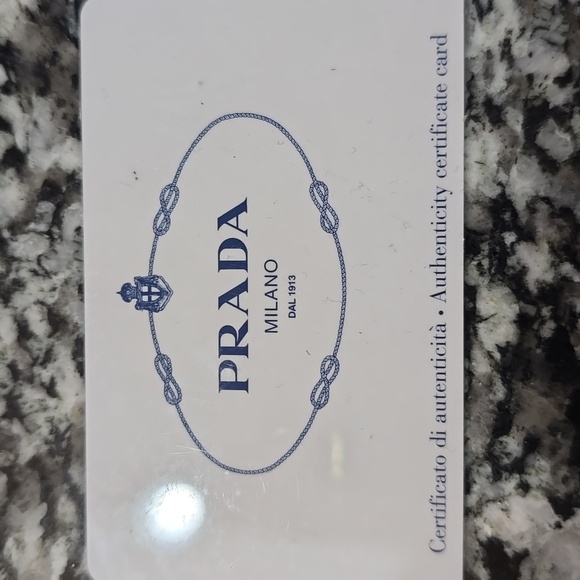 PRADA
MILANO
DAL 1913
Certificato di autenticità • Authenticity certificate card